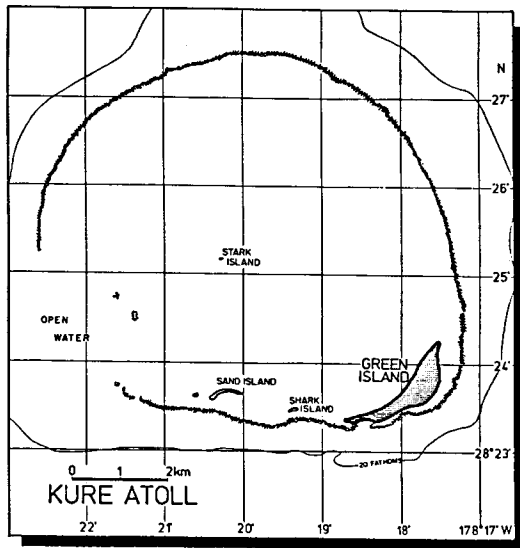 N
27'
26'
STARK
ISLAND
25'
OPEN
WATER
24'
GREEN
ISLAND
SAND ISLAND
SHARK
ISLAND
28°23'
20 FATHOMS
0 1 2km
KURE ATOLL
22' 21' 20' 19' 18' 178°17' W